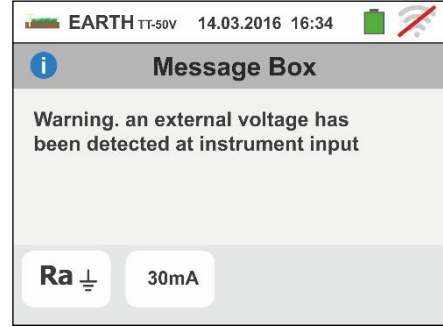 EARTH TT-50V 14.03.2016 16:34
i Message Box
Warning. an external voltage has
been detected at instrument input
Ra 30mA